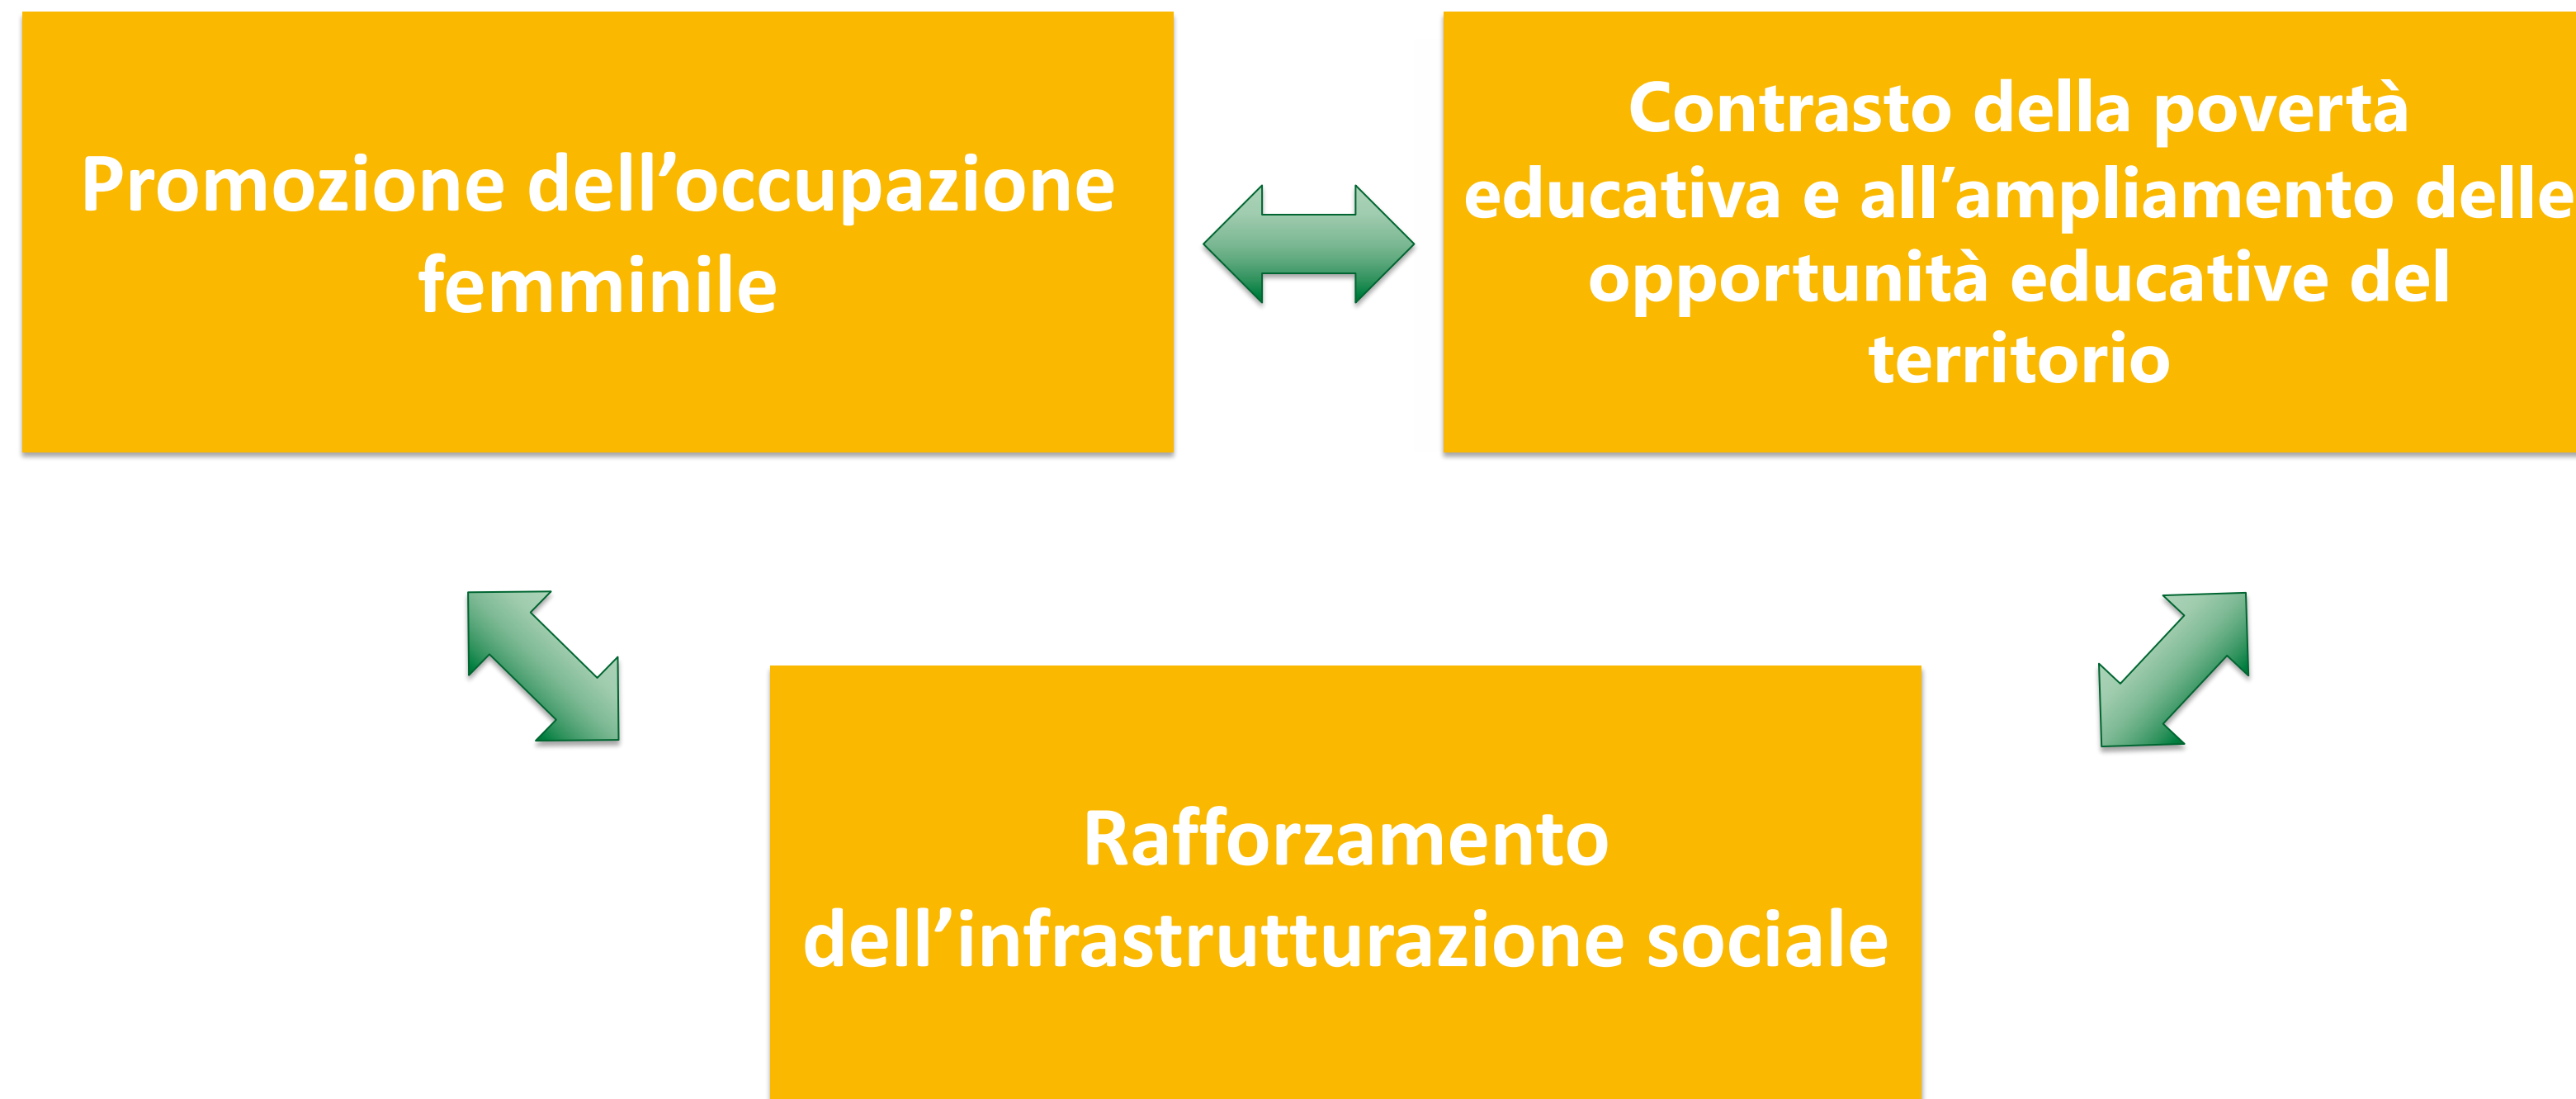 Promozione dell’occupazione
femminile
Contrasto della povertà
educativa e all’ampliamento delle
opportunità educative del
territorio
Rafforzamento
dell’infrastrutturazione sociale